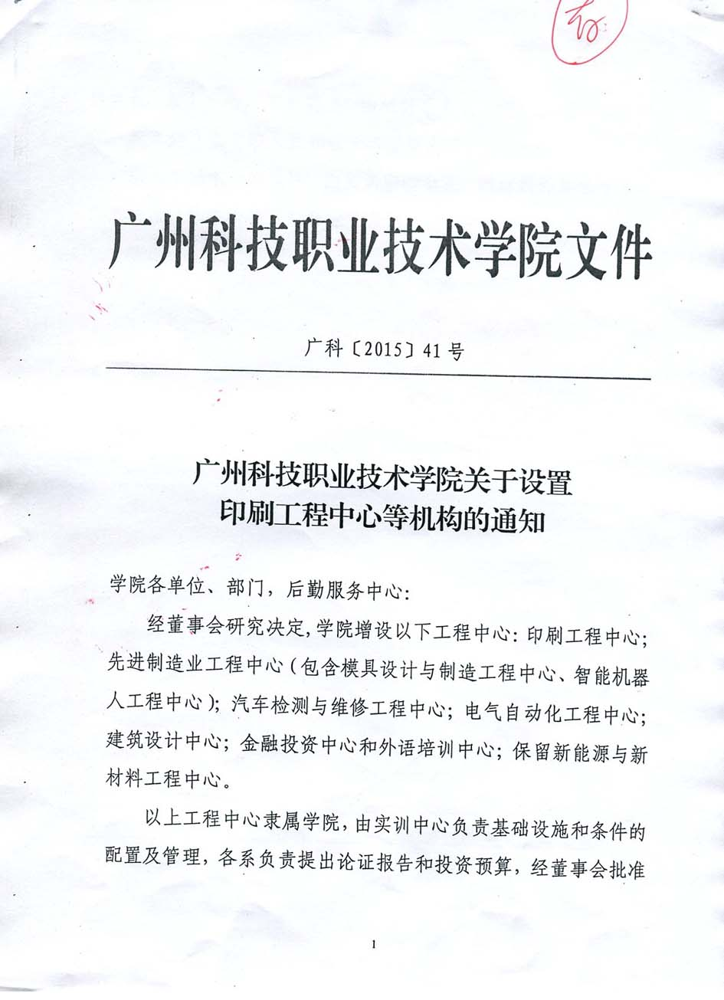 存
广州科技职业技术学院文件
广科〔2015〕41号
广州科技职业技术学院关于设置
印刷工程中心等机构的通知
学院各单位、部门，后勤服务中心：
经董事会研究决定，学院增设以下工程中心：印刷工程中心；
先进制造业工程中心（包含模具设计与制造工程中心、智能机器
人工程中心）；汽车检测与维修工程中心；电气自动化工程中心；
建筑设计中心；金融投资中心和外语培训中心；保留新能源与新
材料工程中心。
以上工程中心隶属学院，由实训中心负责基础设施和条件的
配置及管理，各系负责提出论证报告和投资预算，经董事会批准
1